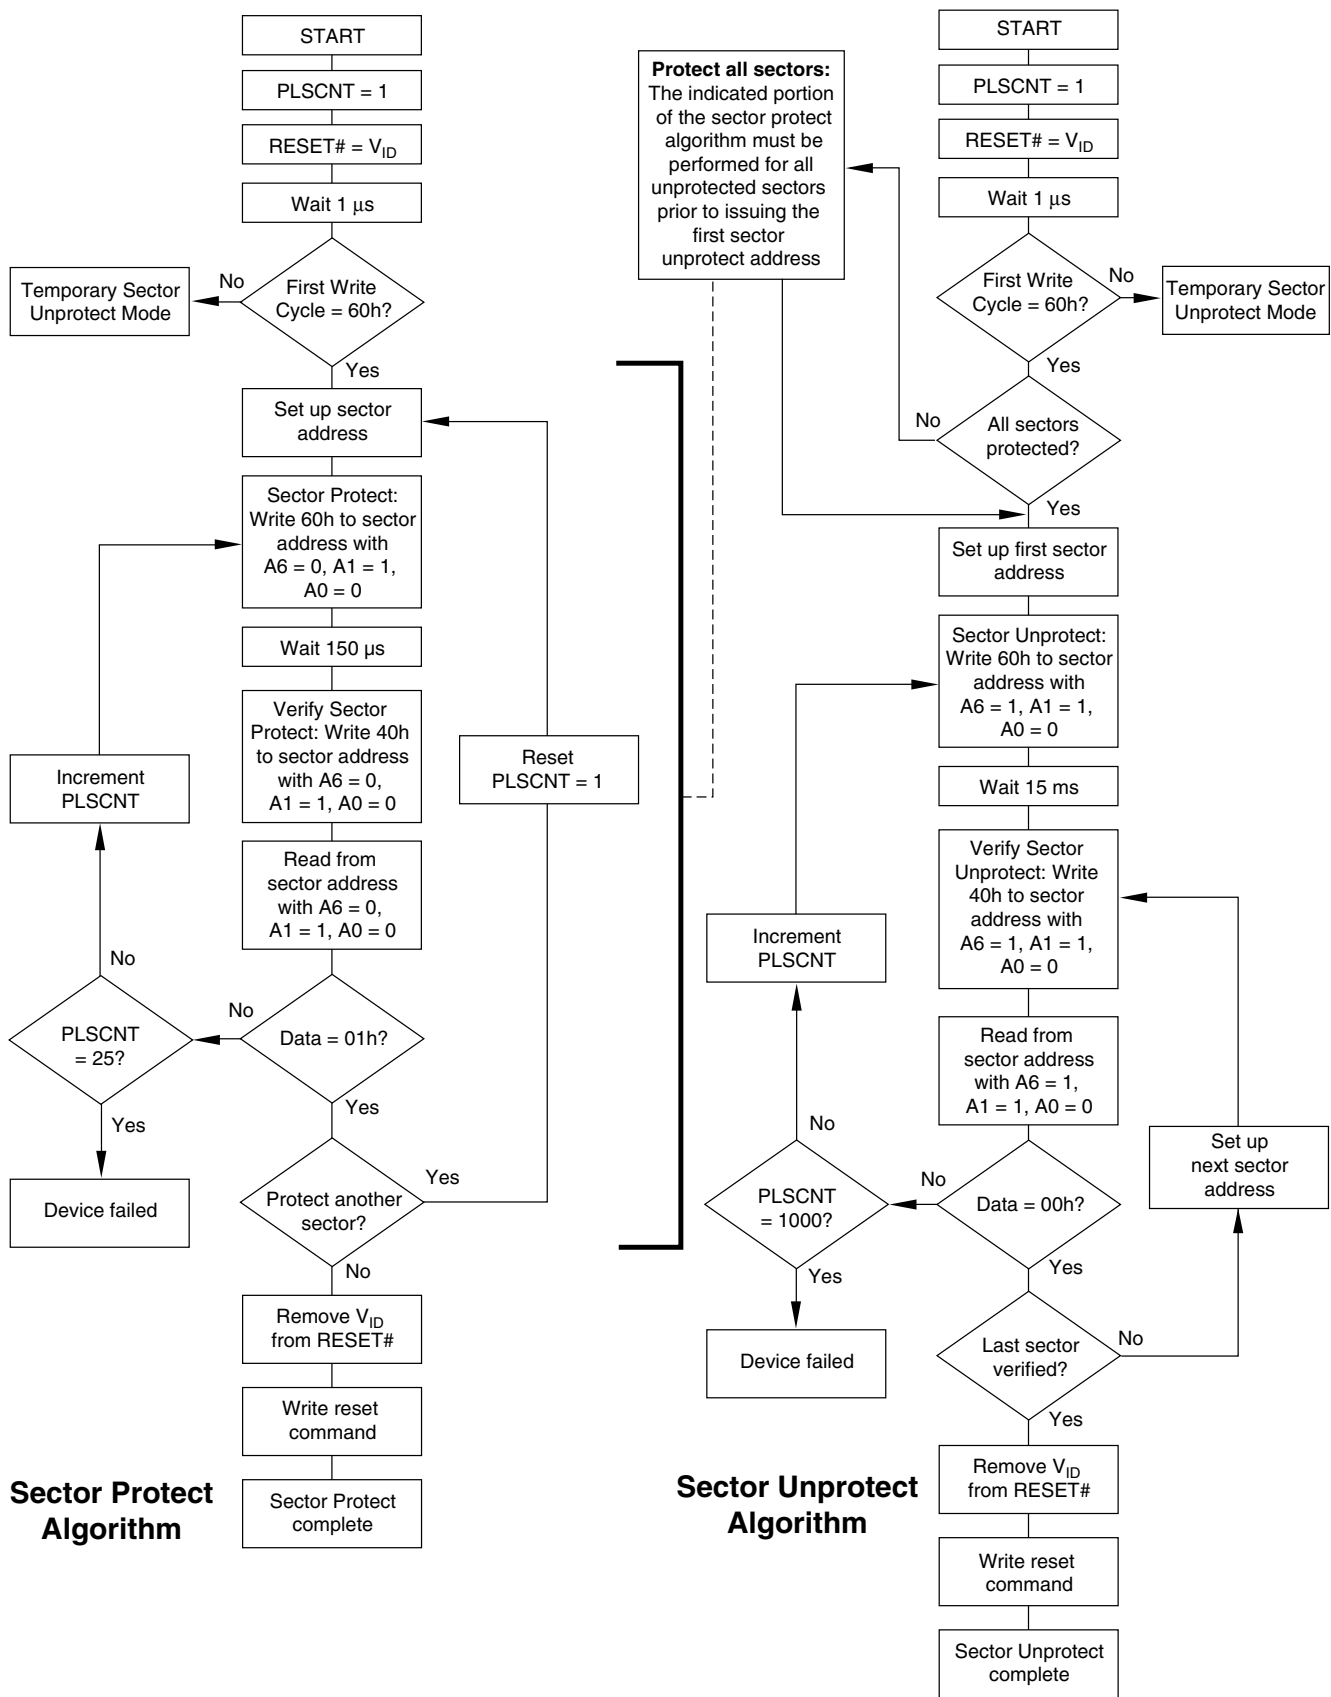 START
PLSCNT = 1
RESET# = VID
Wait 1 μs
First Write
Cycle = 60h?
No
Temporary Sector
Unprotect Mode
Yes
Set up sector
address
Sector Protect:
Write 60h to sector
address with
A6 = 0, A1 = 1,
A0 = 0
Wait 150 µs
Verify Sector
Protect: Write 40h
to sector address
with A6 = 0,
A1 = 1, A0 = 0
Reset
PLSCNT = 1
Increment
PLSCNT
Read from
sector address
with A6 = 0,
A1 = 1, A0 = 0
No
No
PLSCNT
= 25?
Data = 01h?
Yes
Yes
Device failed
Protect another
sector?
Yes
No
Remove VID
from RESET#
Write reset
command
Sector Protect
complete
Sector Protect
Algorithm
Protect all sectors:
The indicated portion
of the sector protect
algorithm must be
performed for all
unprotected sectors
prior to issuing the
first sector
unprotect address
START
PLSCNT = 1
RESET# = VID
Wait 1 μs
First Write
Cycle = 60h?
No
Temporary Sector
Unprotect Mode
Yes
No
All sectors
protected?
Yes
Set up first sector
address
Sector Unprotect:
Write 60h to sector
address with
A6 = 1, A1 = 1,
A0 = 0
Wait 15 ms
Verify Sector
Unprotect: Write
40h to sector
address with
A6 = 1, A1 = 1,
A0 = 0
Increment
PLSCNT
Read from
sector address
with A6 = 1,
A1 = 1, A0 = 0
No
No
PLSCNT
= 1000?
Data = 00h?
Set up
next sector
address
Yes
Yes
Device failed
Last sector
verified?
No
Yes
Remove VID
from RESET#
Write reset
command
Sector Unprotect
complete
Sector Unprotect
Algorithm